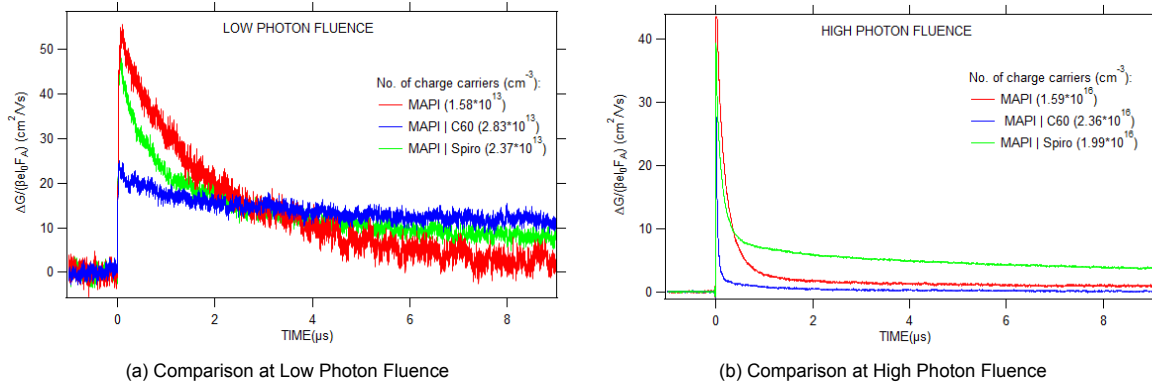 LOW PHOTON FLUENCE
No. of charge carriers (cm⁻³):
MAPI (1.58*10¹³)
MAPI | C60 (2.83*10¹³)
MAPI | Spiro (2.37*10¹³)
ΔG/(βeI₀F_A) (cm²/Vs)
50
40
30
20
10
0
0 2 4 6 8
TIME(µs)
(a) Comparison at Low Photon Fluence
HIGH PHOTON FLUENCE
No. of charge carriers (cm⁻³):
MAPI (1.59*10¹⁶)
MAPI | C60 (2.36*10¹⁶)
MAPI | Spiro (1.99*10¹⁶)
ΔG/(βeI₀F_A) (cm²/Vs)
40
30
20
10
0
0 2 4 6 8
TIME(µs)
(b) Comparison at High Photon Fluence